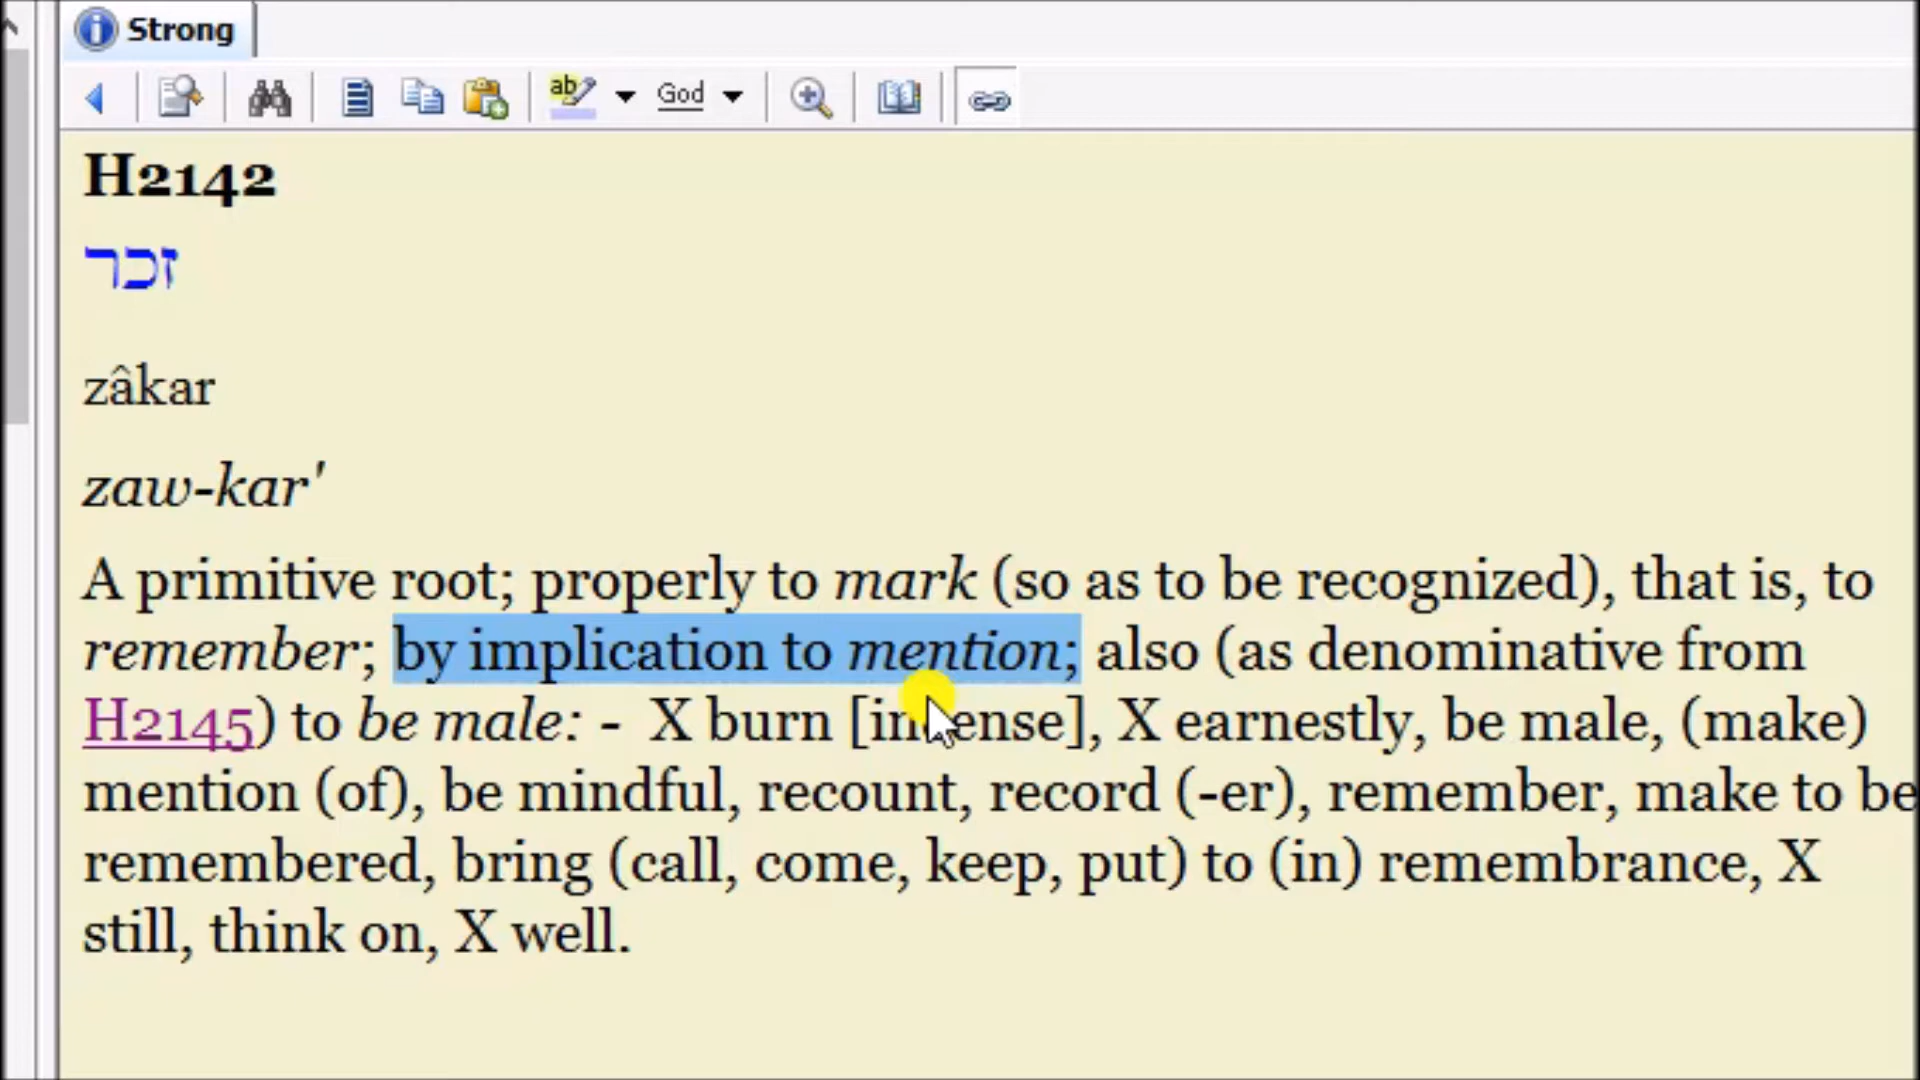 Strong
ab God
H2142
זכר
zâkar
zaw-kar'
A primitive root; properly to mark (so as to be recognized), that is, to
remember; by implication to mention; also (as denominative from
H2145) to be male: - X burn [incense], X earnestly, be male, (make)
mention (of), be mindful, recount, record (-er), remember, make to be
remembered, bring (call, come, keep, put) to (in) remembrance, X
still, think on, X well.